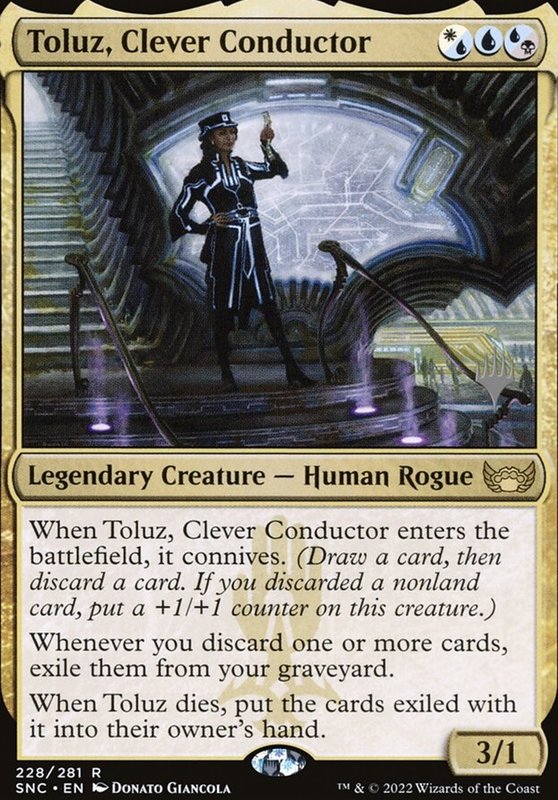 Toluz, Clever Conductor
Legendary Creature — Human Rogue
When Toluz, Clever Conductor enters the
battlefield, it connives. (Draw a card, then
discard a card. If you discarded a nonland
card, put a +1/+1 counter on this creature.)
Whenever you discard one or more cards,
exile them from your graveyard.
When Toluz dies, put the cards exiled with
it into their owner's hand.
3/1
228/281 R
SNC • EN Donato Giancola
™ & © 2022 Wizards of the Coast